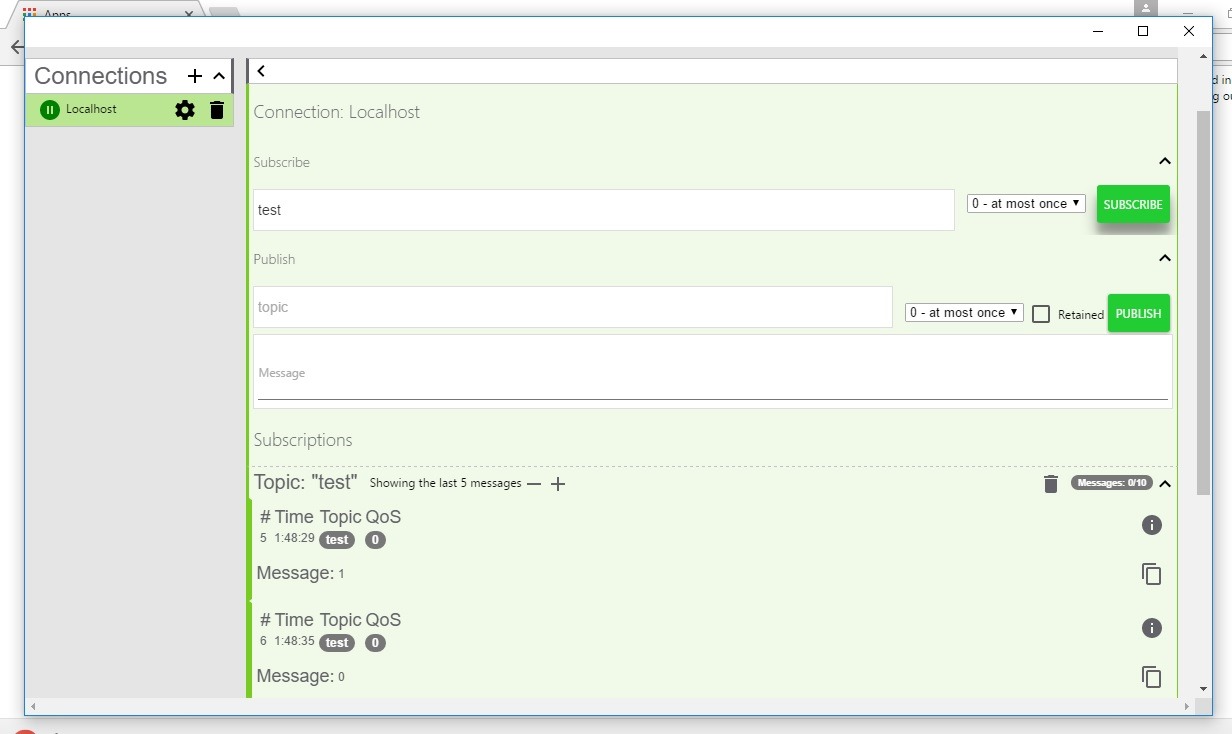 Apps
d in
g ou
Connections
Localhost
Connection: Localhost
Subscribe
test
0 - at most once
SUBSCRIBE
Publish
topic
0 - at most once
Retained
PUBLISH
Message
Subscriptions
Topic: "test" Showing the last 5 messages
Messages: 0/10
# Time Topic QoS
5 1:48:29 test 0
Message: 1
# Time Topic QoS
6 1:48:35 test 0
Message: 0